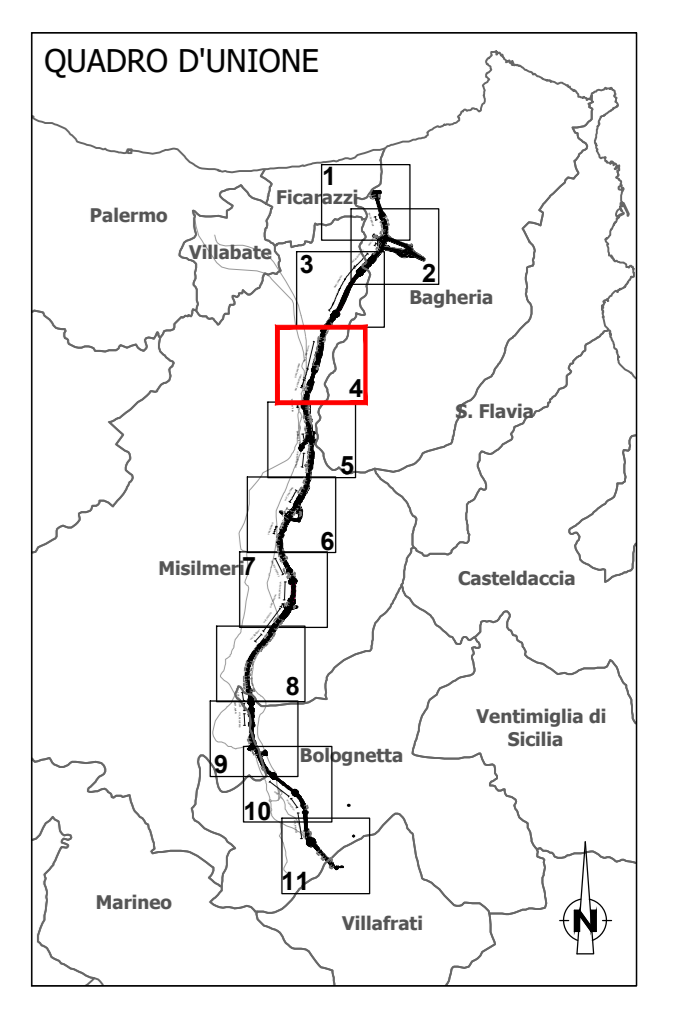 QUADRO D'UNIONE
1
Ficarazzi
Palermo
Villabate
3
2
Bagheria
4
S. Flavia
5
6
Misilmeri
7
Casteldaccia
8
Ventimiglia di
Sicilia
Bolognetta
9
10
11
Marineo
Villafrati
N